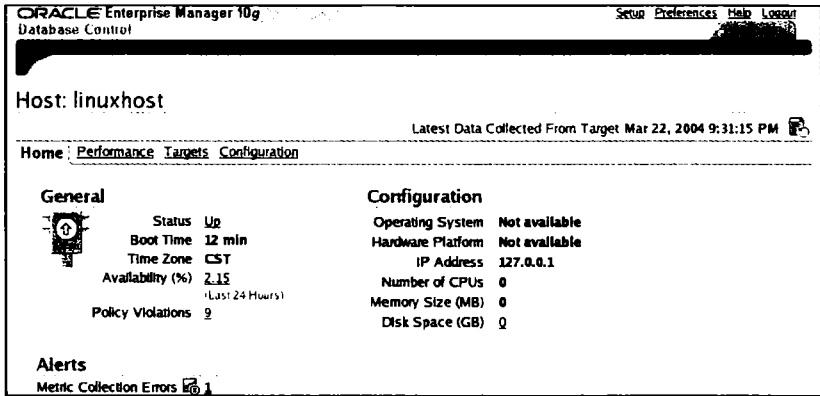 ORACLE Enterprise Manager 10g
Database Control
Setup Preferences Help Logout
Host: linuxhost
Latest Data Collected From Target Mar 22, 2004 9:31:15 PM
Home Performance Targets Configuration
General
Status Up
Boot Time 12 min
Time Zone CST
Availability (%) 2.15
(Last 24 Hours)
Policy Violations 9
Configuration
Operating System Not available
Hardware Platform Not available
IP Address 127.0.0.1
Number of CPUs 0
Memory Size (MB) 0
Disk Space (GB) 0
Alerts
Metric Collection Errors 1